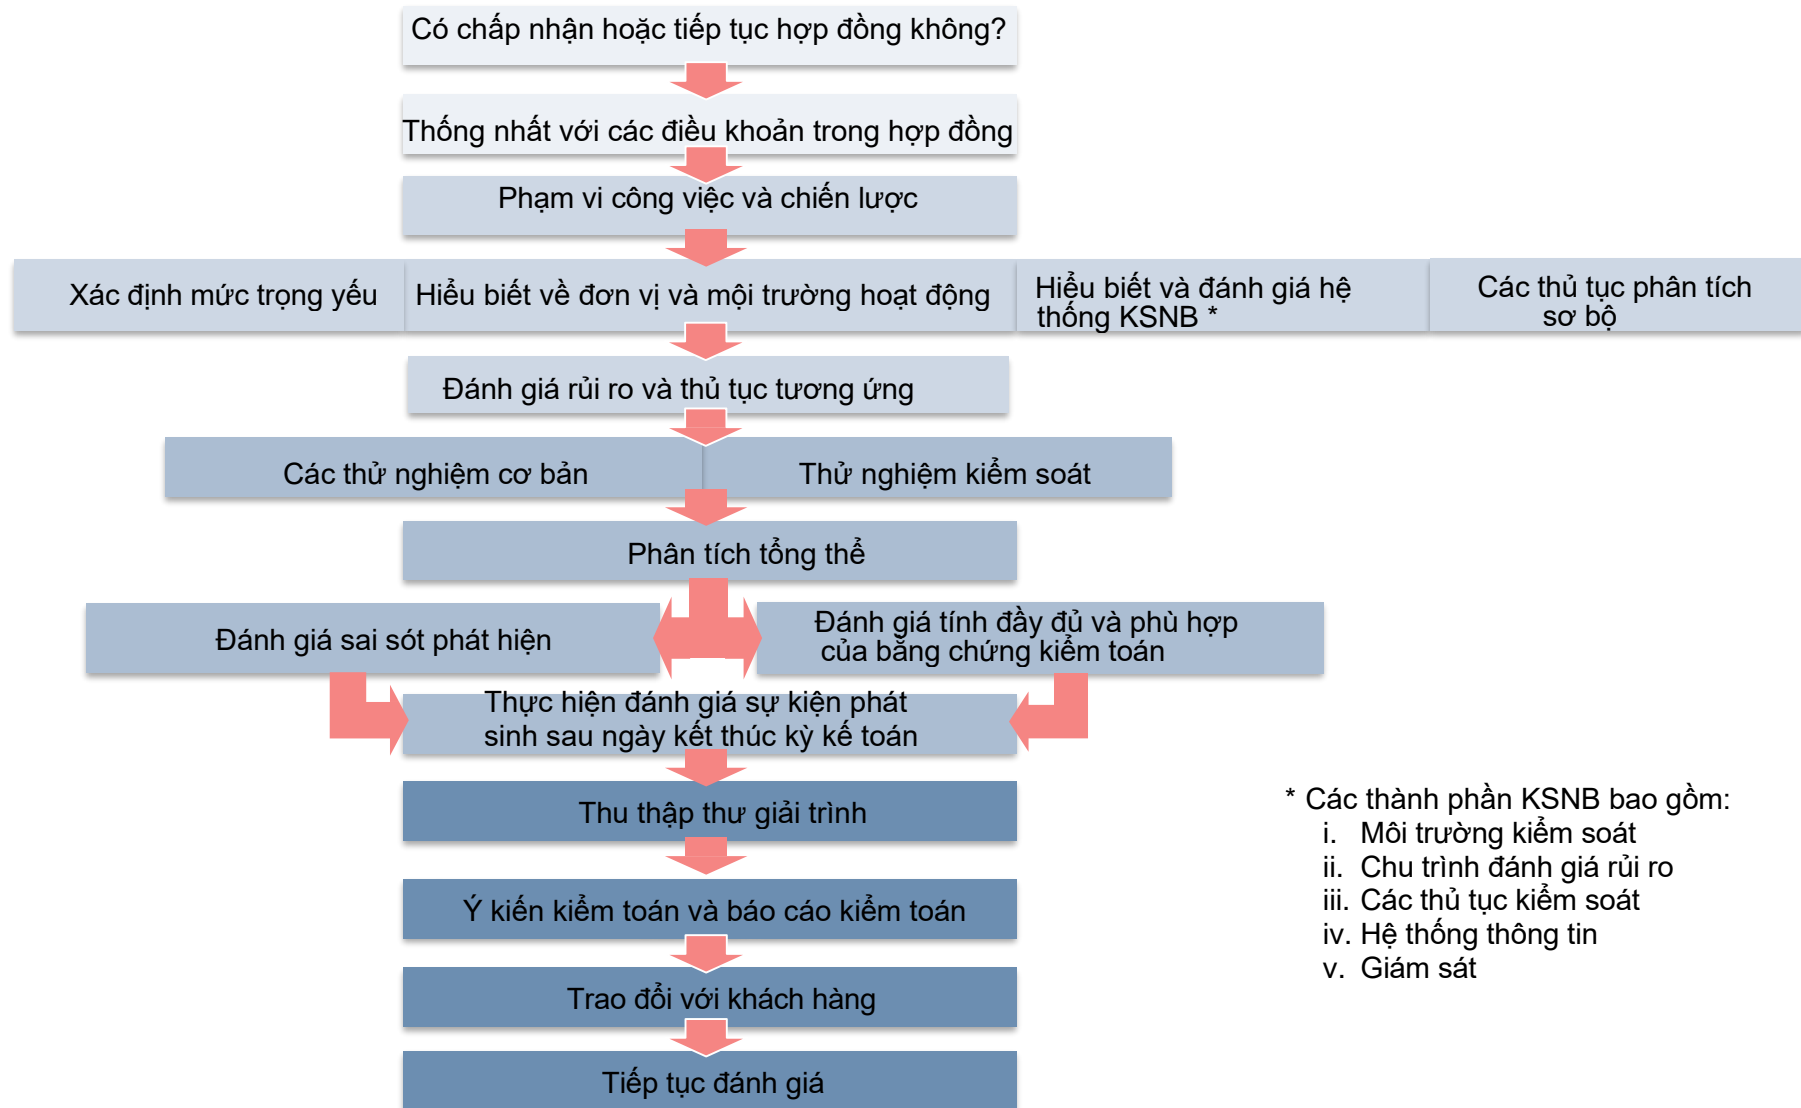 Có chấp nhận hoặc tiếp tục hợp đồng không?
Thống nhất với các điều khoản trong hợp đồng
Phạm vi công việc và chiến lược
Xác định mức trọng yếu
Hiểu biết về đơn vị và mội trường hoạt động
Hiểu biết và đánh giá hệ
thống KSNB *
Các thủ tục phân tích
sơ bộ
Đánh giá rủi ro và thủ tục tương ứng
Các thử nghiệm cơ bản
Thử nghiệm kiểm soát
Phân tích tổng thể
Đánh giá sai sót phát hiện
Đánh giá tính đầy đủ và phù hợp
của bằng chứng kiểm toán
Thực hiện đánh giá sự kiện phát
sinh sau ngày kết thúc kỳ kế toán
Thu thập thư giải trình
Ý kiến kiểm toán và báo cáo kiểm toán
Trao đổi với khách hàng
Tiếp tục đánh giá
* Các thành phần KSNB bao gồm:
i. Môi trường kiểm soát
ii. Chu trình đánh giá rủi ro
iii. Các thủ tục kiểm soát
iv. Hệ thống thông tin
v. Giám sát